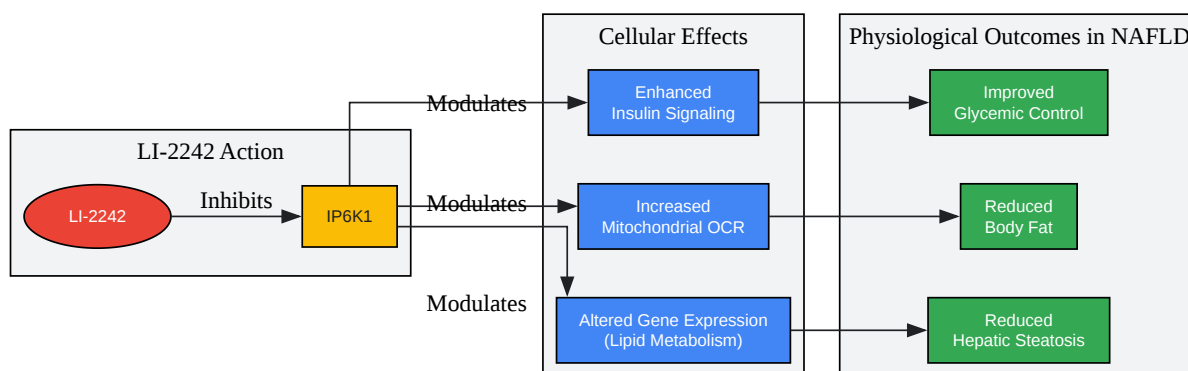 Cellular Effects
Physiological Outcomes in NAFLD
Modulates
Enhanced
Insulin Signaling
Improved
Glycemic Control
LI-2242 Action
LI-2242
Inhibits
IP6K1
Modulates
Increased
Mitochondrial OCR
Reduced
Body Fat
Modulates
Altered Gene Expression
(Lipid Metabolism)
Reduced
Hepatic Steatosis